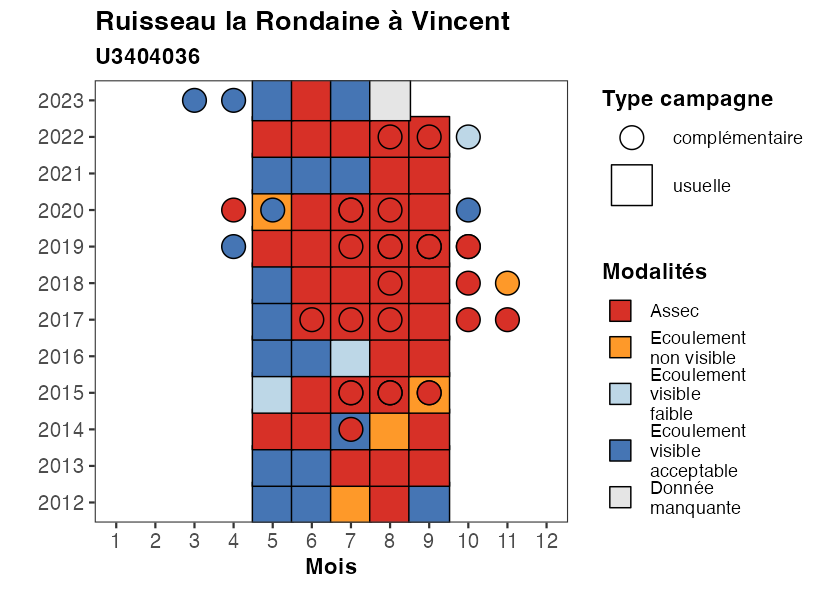 Ruisseau la Rondaine à Vincent
U3404036
2023
2022
2021
2020
2019
2018
2017
2016
2015
2014
2013
2012
1 2 3 4 5 6 7 8 9 10 11 12
Mois
Type campagne
complémentaire
usuelle
Modalités
Assec
Ecoulement
non visible
Ecoulement
visible
faible
Ecoulement
visible
acceptable
Donnée
manquante